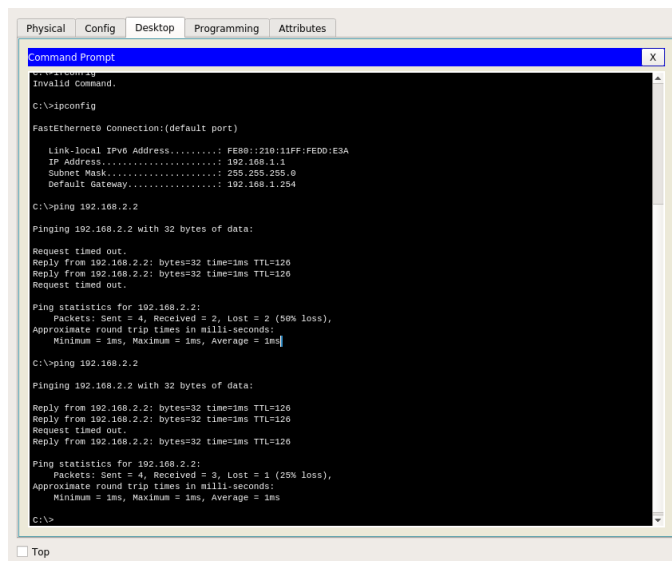 Physical Config Desktop Programming Attributes
Command Prompt X
Invalid Command.
C:\>ipconfig
FastEthernet0 Connection:(default port)
Link-local IPv6 Address.........: FE80::210:11FF:FEDD:E3A
IP Address......................: 192.168.1.1
Subnet Mask.....................: 255.255.255.0
Default Gateway.................: 192.168.1.254
C:\>ping 192.168.2.2
Pinging 192.168.2.2 with 32 bytes of data:
Request timed out.
Reply from 192.168.2.2: bytes=32 time=1ms TTL=126
Reply from 192.168.2.2: bytes=32 time=1ms TTL=126
Request timed out.
Ping statistics for 192.168.2.2:
Packets: Sent = 4, Received = 2, Lost = 2 (50% loss),
Approximate round trip times in milli-seconds:
Minimum = 1ms, Maximum = 1ms, Average = 1ms
C:\>ping 192.168.2.2
Pinging 192.168.2.2 with 32 bytes of data:
Reply from 192.168.2.2: bytes=32 time=1ms TTL=126
Reply from 192.168.2.2: bytes=32 time=1ms TTL=126
Request timed out.
Reply from 192.168.2.2: bytes=32 time=1ms TTL=126
Ping statistics for 192.168.2.2:
Packets: Sent = 4, Received = 3, Lost = 1 (25% loss),
Approximate round trip times in milli-seconds:
Minimum = 1ms, Maximum = 1ms, Average = 1ms
C:\>
Top